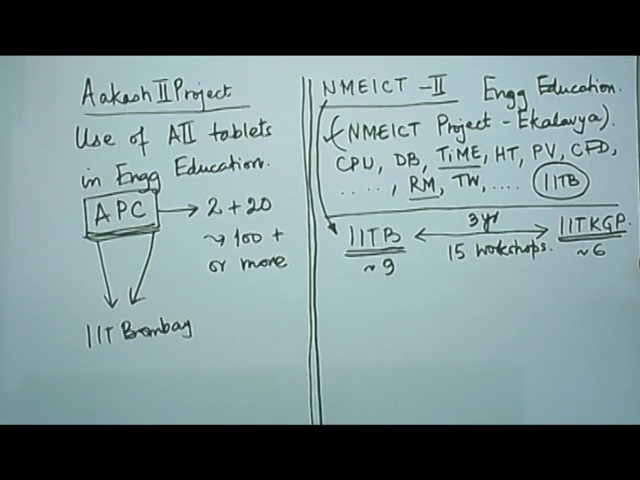 Aakash II Project
Use of AII tablets
in Engg Education.
APC → 2 + 20
↝ 100 +
or more
IIT Bombay
NMEICT - II Engg Education.
(NMEICT Project - Ekalavya).
CPU, DB, TiME, HT, PV, CFD,
....., RM, TW, .... IITB
IITB 3 yr IITKGP.
~ 9 15 workshops. ~ 6